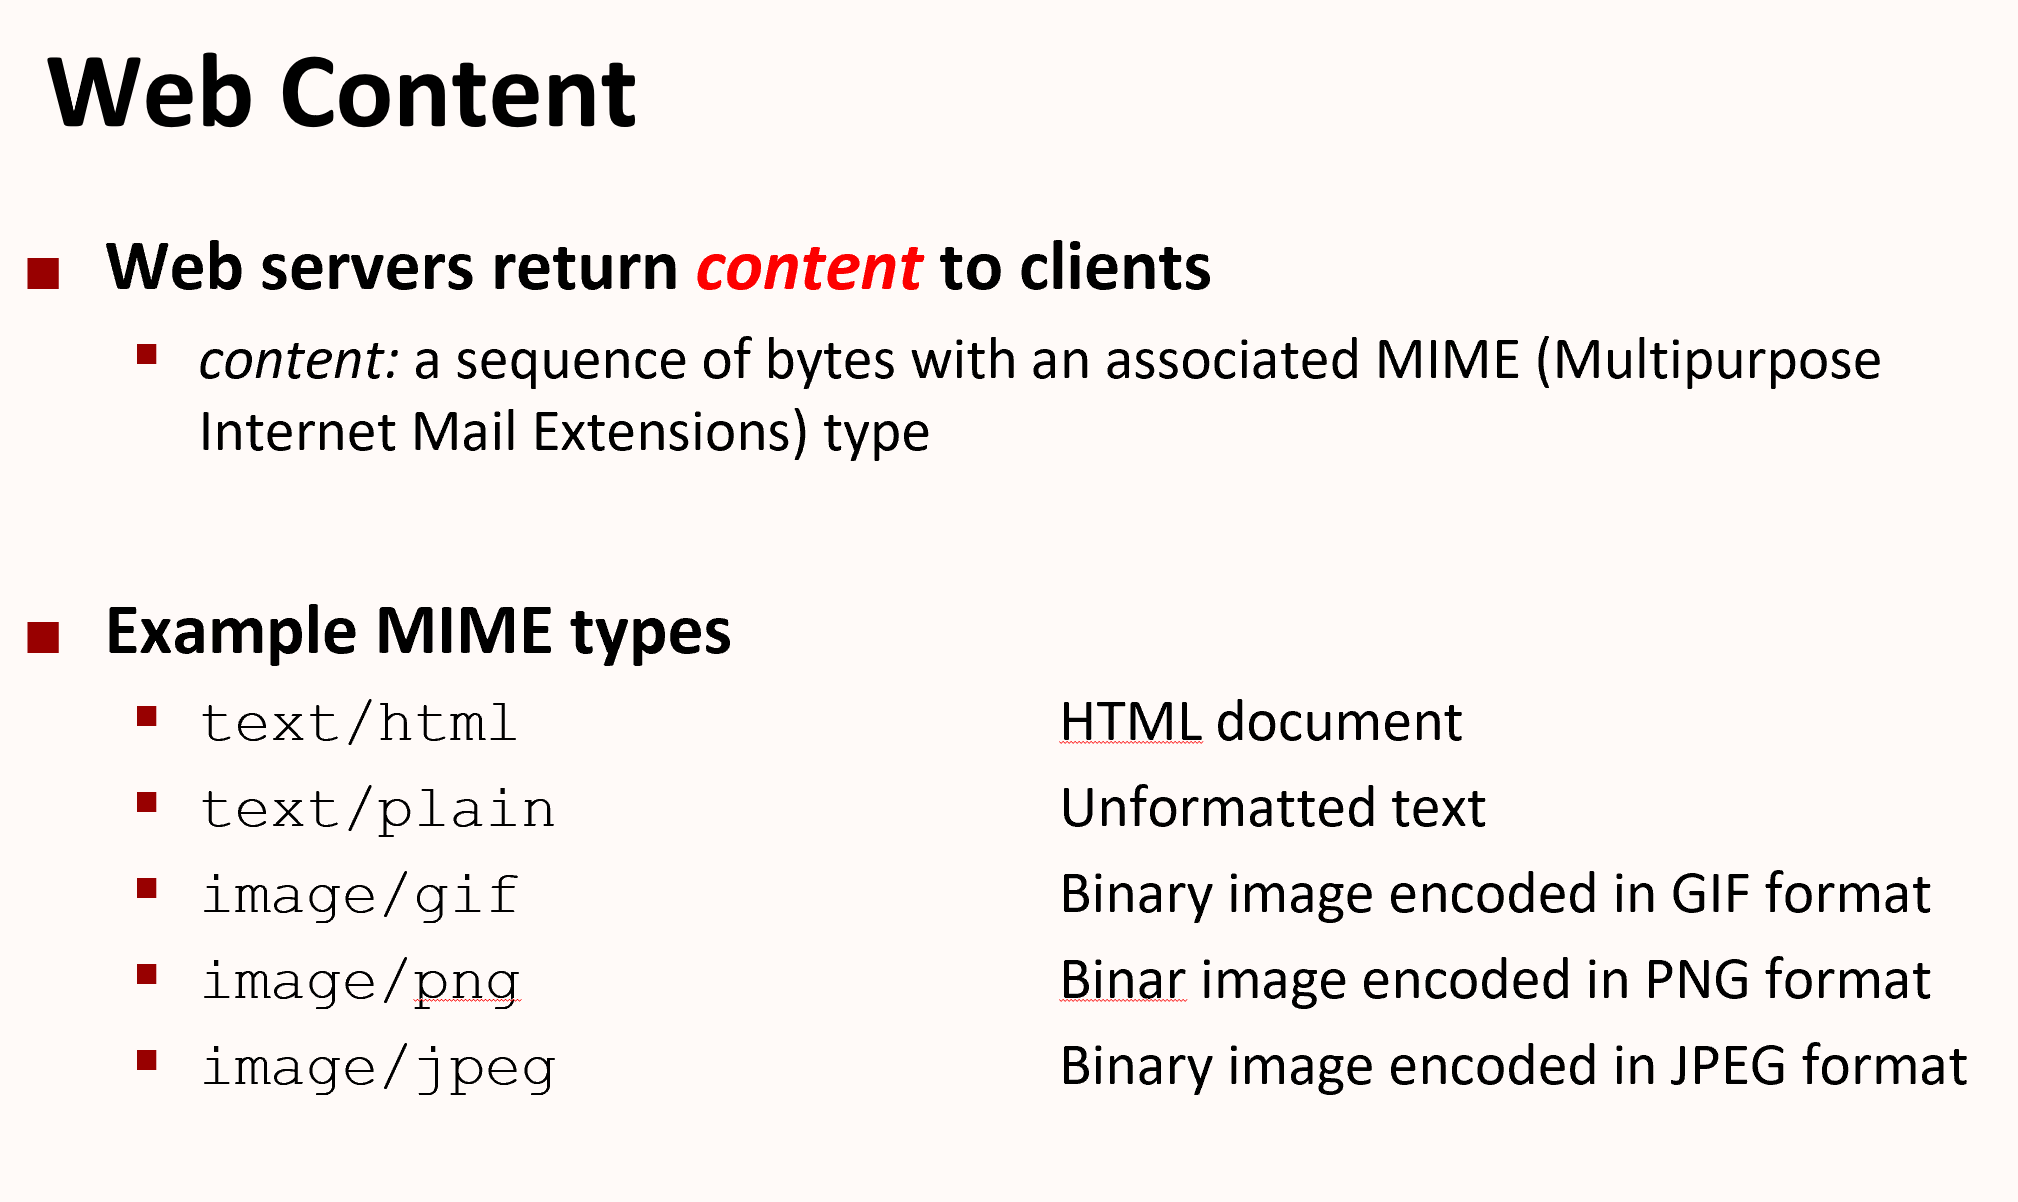 Web Content
Web servers return content to clients
content: a sequence of bytes with an associated MIME (Multipurpose
Internet Mail Extensions) type
Example MIME types
text/html HTML document
text/plain Unformatted text
image/gif Binary image encoded in GIF format
image/png Binar image encoded in PNG format
image/jpeg Binary image encoded in JPEG format